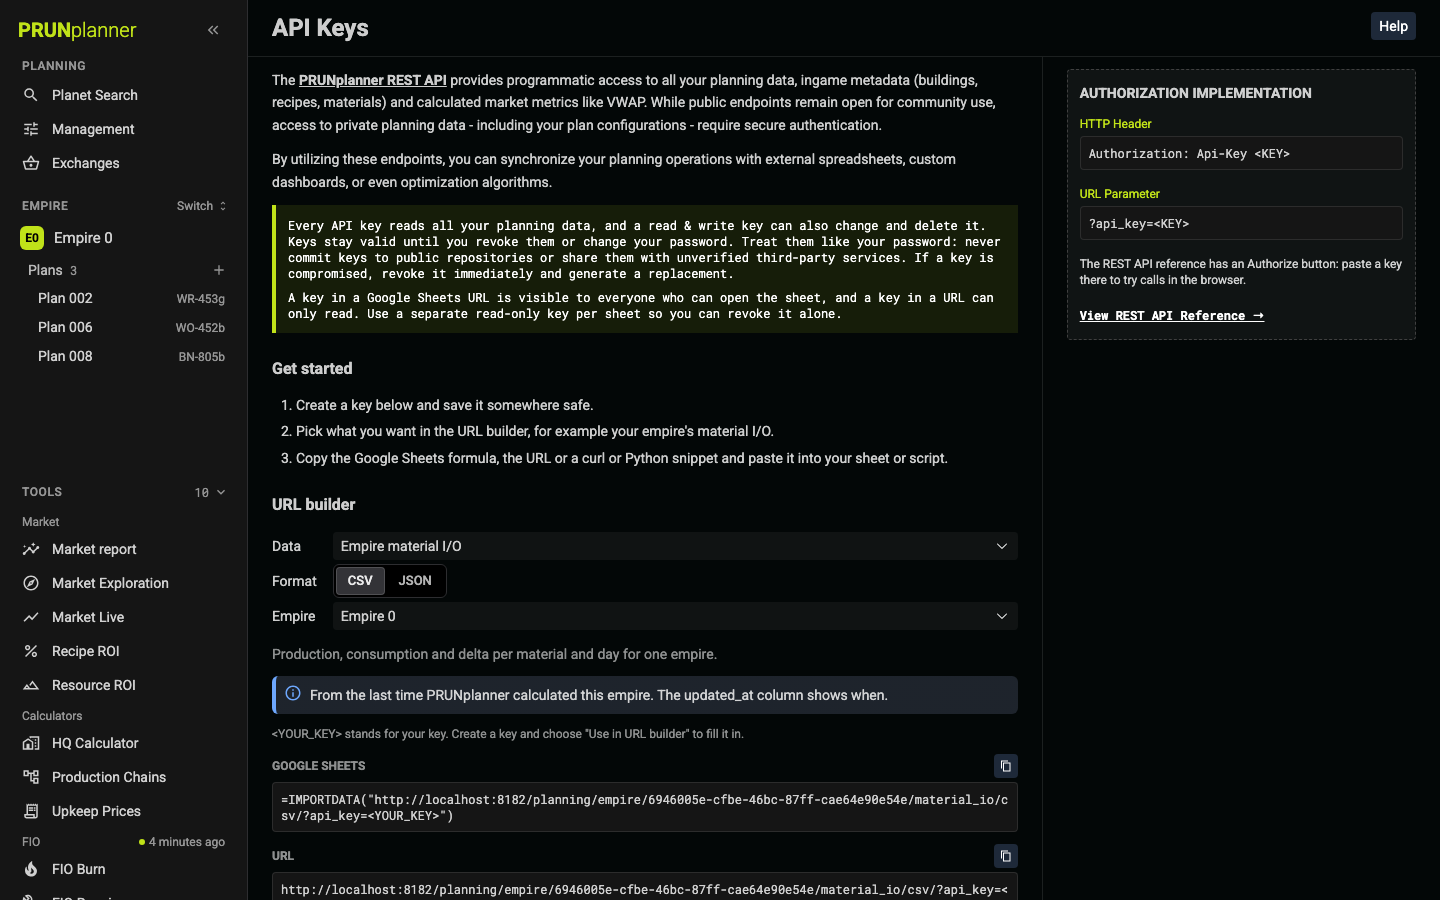 PRUNplanner
PLANNING
Planet Search
Management
Exchanges
EMPIRE
Switch
E0
Empire 0
Plans 3
Plan 002
WR-453g
Plan 006
WO-452b
Plan 008
BN-805b
TOOLS
10
Market
Market report
Market Exploration
Market Live
Recipe ROI
Resource ROI
Calculators
HQ Calculator
Production Chains
Upkeep Prices
FIO
4 minutes ago
FIO Burn
API Keys
Help
The PRUNplanner REST API provides programmatic access to all your planning data, ingame metadata (buildings,
recipes, materials) and calculated market metrics like VWAP. While public endpoints remain open for community use,
access to private planning data - including your plan configurations - require secure authentication.
By utilizing these endpoints, you can synchronize your planning operations with external spreadsheets, custom
dashboards, or even optimization algorithms.
Every API key reads all your planning data, and a read & write key can also change and delete it.
Keys stay valid until you revoke them or change your password. Treat them like your password: never
commit keys to public repositories or share them with unverified third-party services. If a key is
compromised, revoke it immediately and generate a replacement.
A key in a Google Sheets URL is visible to everyone who can open the sheet, and a key in a URL can
only read. Use a separate read-only key per sheet so you can revoke it alone.
Get started
1. Create a key below and save it somewhere safe.
2. Pick what you want in the URL builder, for example your empire's material I/O.
3. Copy the Google Sheets formula, the URL or a curl or Python snippet and paste it into your sheet or script.
URL builder
Data
Empire material I/O
Format
CSV
JSON
Empire
Empire 0
Production, consumption and delta per material and day for one empire.
From the last time PRUNplanner calculated this empire. The updated_at column shows when.
<YOUR_KEY> stands for your key. Create a key and choose "Use in URL builder" to fill it in.
GOOGLE SHEETS
=IMPORTDATA("http://localhost:8182/planning/empire/6946005e-cfbe-46bc-87ff-cae64e90e54e/material_io/c
sv/?api_key=<YOUR_KEY>")
URL
http://localhost:8182/planning/empire/6946005e-cfbe-46bc-87ff-cae64e90e54e/material_io/csv/?api_key=<
AUTHORIZATION IMPLEMENTATION
HTTP Header
Authorization: Api-Key <KEY>
URL Parameter
?api_key=<KEY>
The REST API reference has an Authorize button: paste a key
there to try calls in the browser.
View REST API Reference →